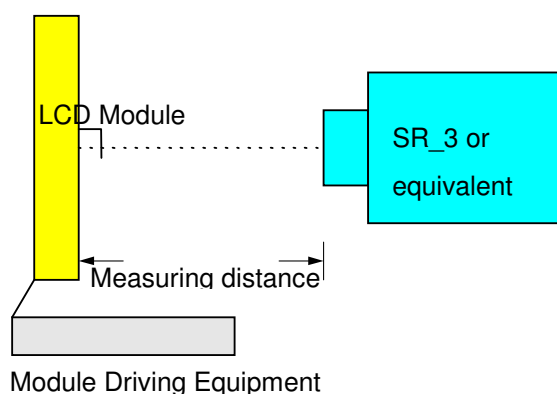 LCD Module
SR_3 or
equivalent
Measuring distance
Module Driving Equipment